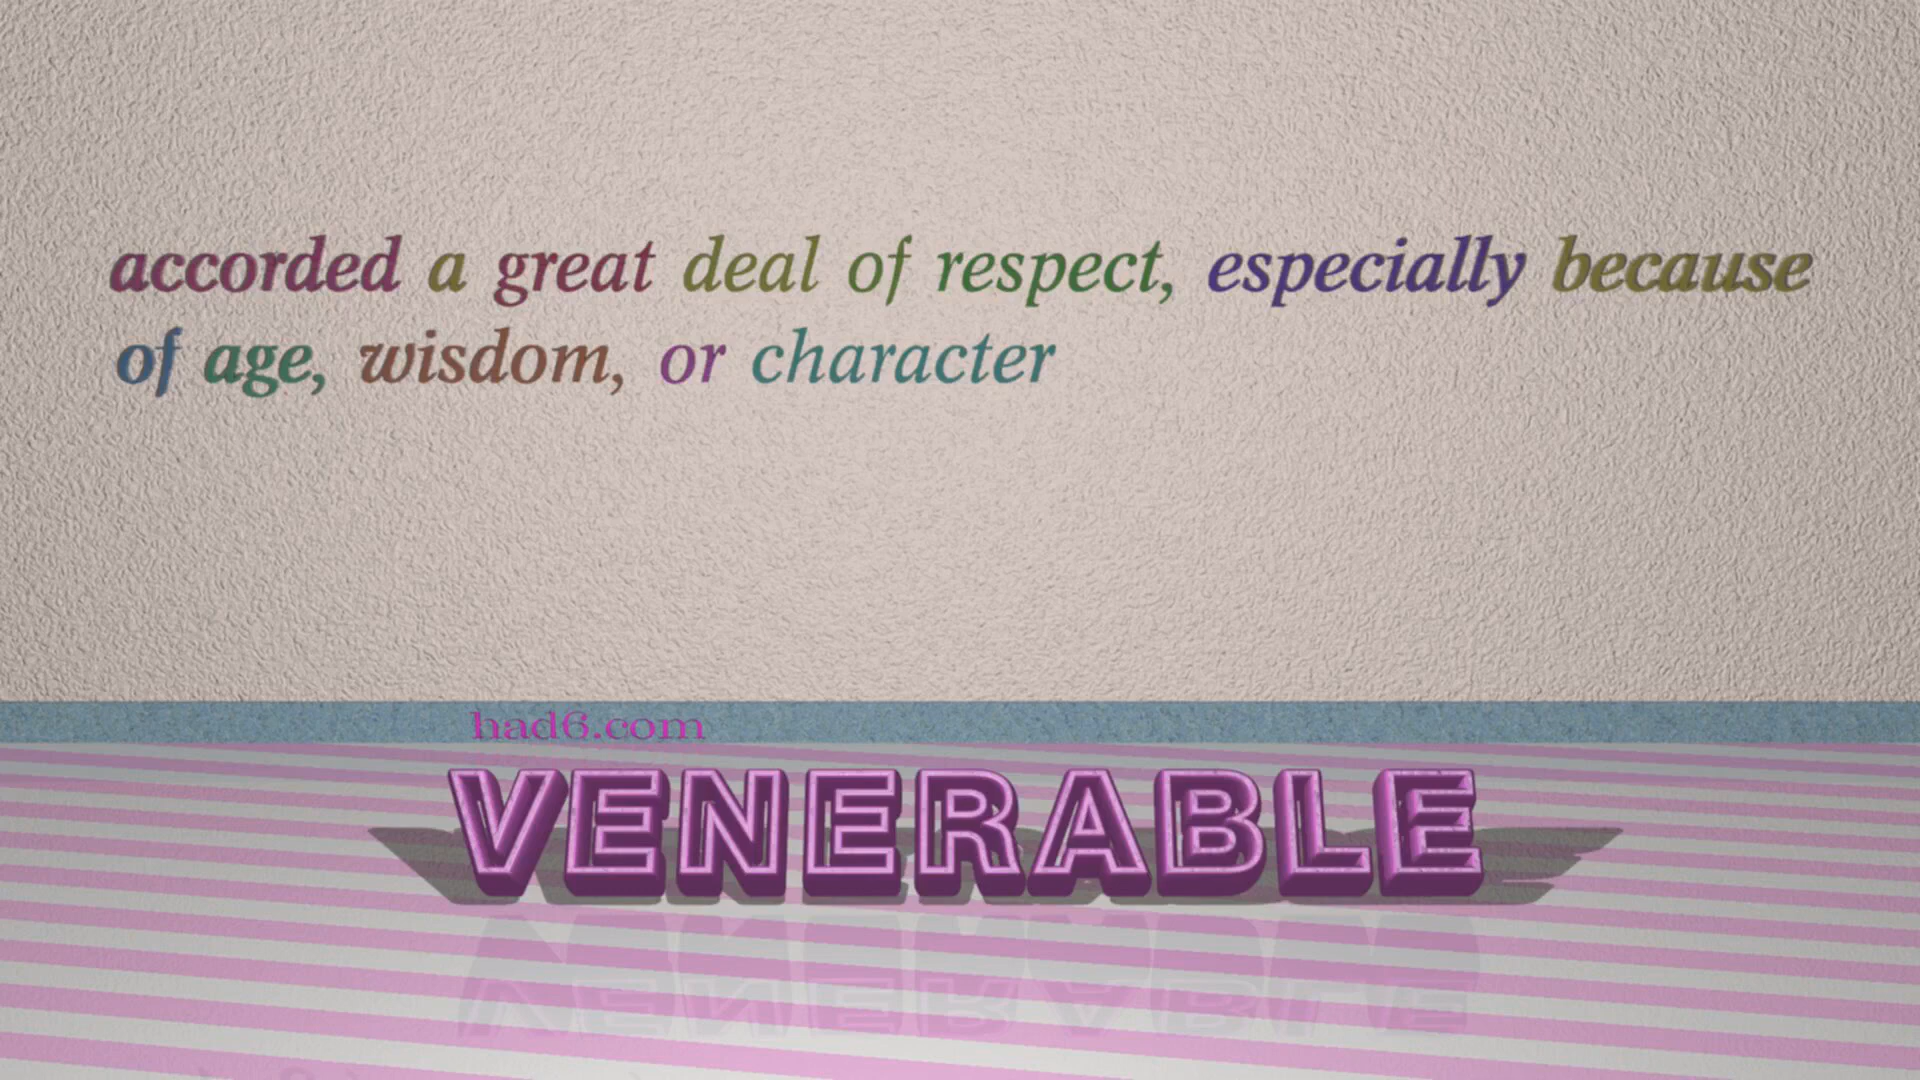 accorded a great deal of respect, especially because
of age, wisdom, or character
had6.com
VENERABLE